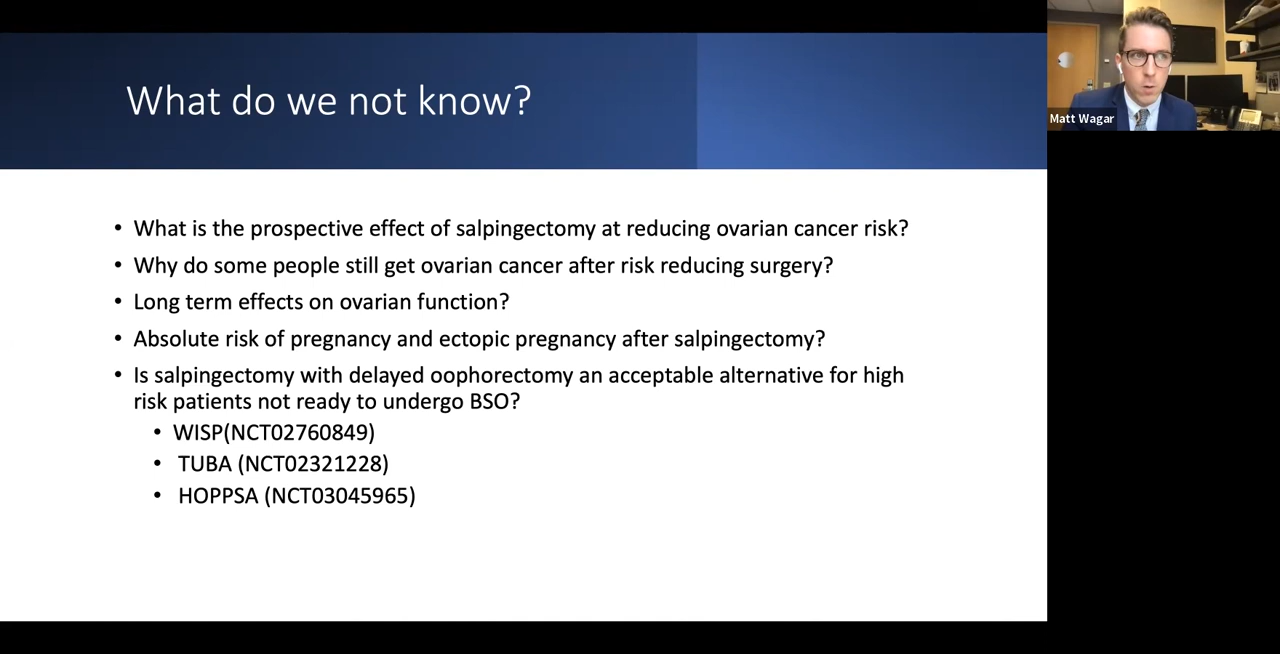 What do we not know?
Matt Wagar
• What is the prospective effect of salpingectomy at reducing ovarian cancer risk?
• Why do some people still get ovarian cancer after risk reducing surgery?
• Long term effects on ovarian function?
• Absolute risk of pregnancy and ectopic pregnancy after salpingectomy?
• Is salpingectomy with delayed oophorectomy an acceptable alternative for high
risk patients not ready to undergo BSO?
• WISP(NCT02760849)
• TUBA (NCT02321228)
• HOPPSA (NCT03045965)